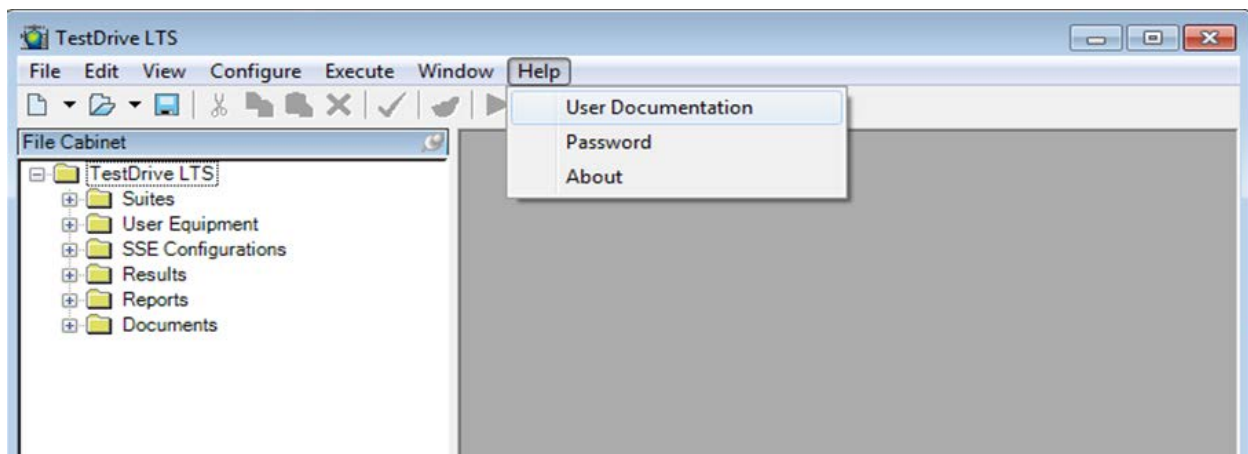 TestDrive LTS
File Edit View Configure Execute Window Help
User Documentation
Password
About
File Cabinet
TestDrive LTS
Suites
User Equipment
SSE Configurations
Results
Reports
Documents